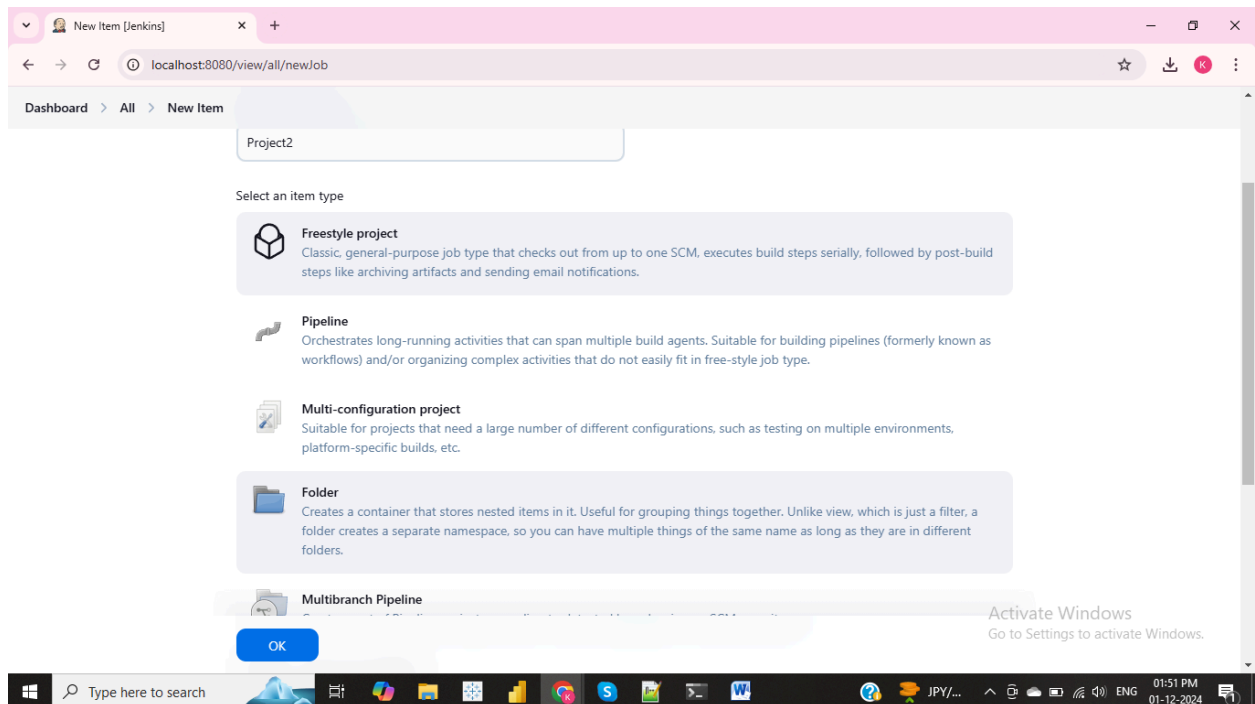 New Item [Jenkins]
localhost:8080/view/all/newJob
K
Dashboard > All > New Item
Project2
Select an item type
Freestyle project
Classic, general-purpose job type that checks out from up to one SCM, executes build steps serially, followed by post-build
steps like archiving artifacts and sending email notifications.
Pipeline
Orchestrates long-running activities that can span multiple build agents. Suitable for building pipelines (formerly known as
workflows) and/or organizing complex activities that do not easily fit in free-style job type.
Multi-configuration project
Suitable for projects that need a large number of different configurations, such as testing on multiple environments,
platform-specific builds, etc.
Folder
Creates a container that stores nested items in it. Useful for grouping things together. Unlike view, which is just a filter, a
folder creates a separate namespace, so you can have multiple things of the same name as long as they are in different
folders.
Multibranch Pipeline
OK
Activate Windows
Go to Settings to activate Windows.
Type here to search
JPY/...
ENG
01:51 PM
01-12-2024